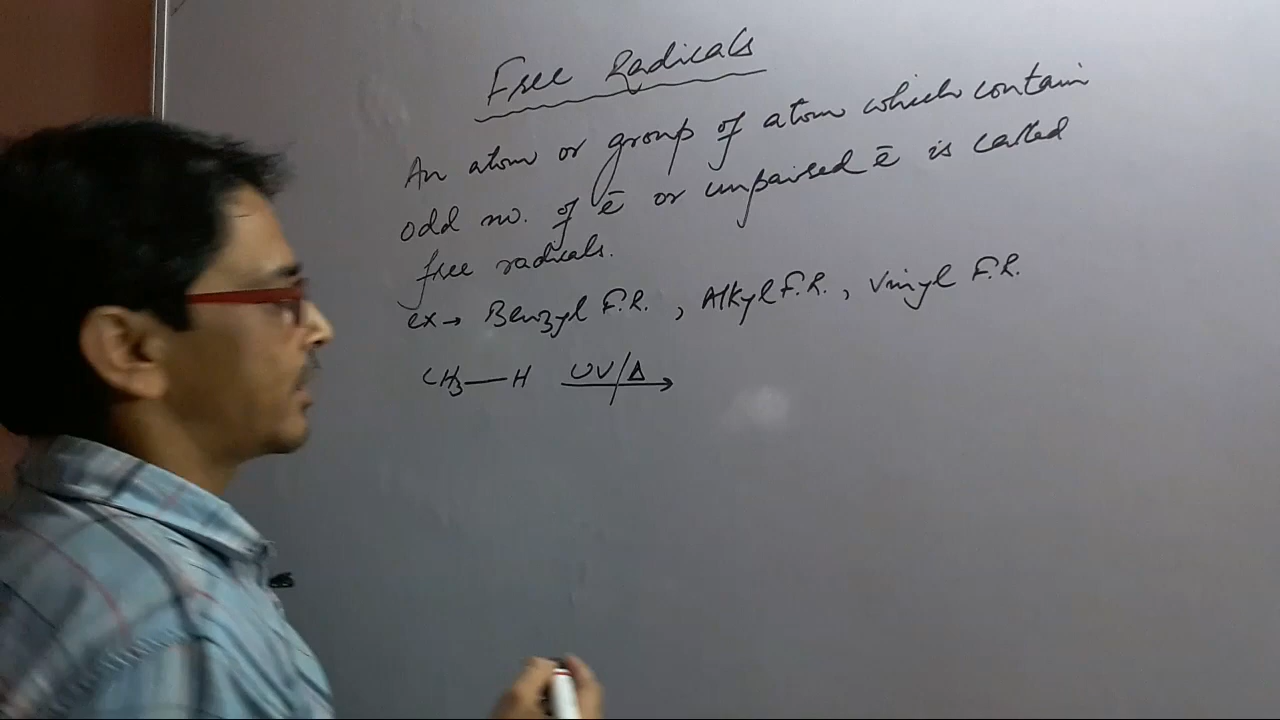 Free Radicals
An atom or group of atom which contain
odd no. of ē or unpaired ē is called
free radicals.
ex→ Benzyl F.R., Alkyl F.R., Vinyl F.R.
CH₃—H UV/Δ →